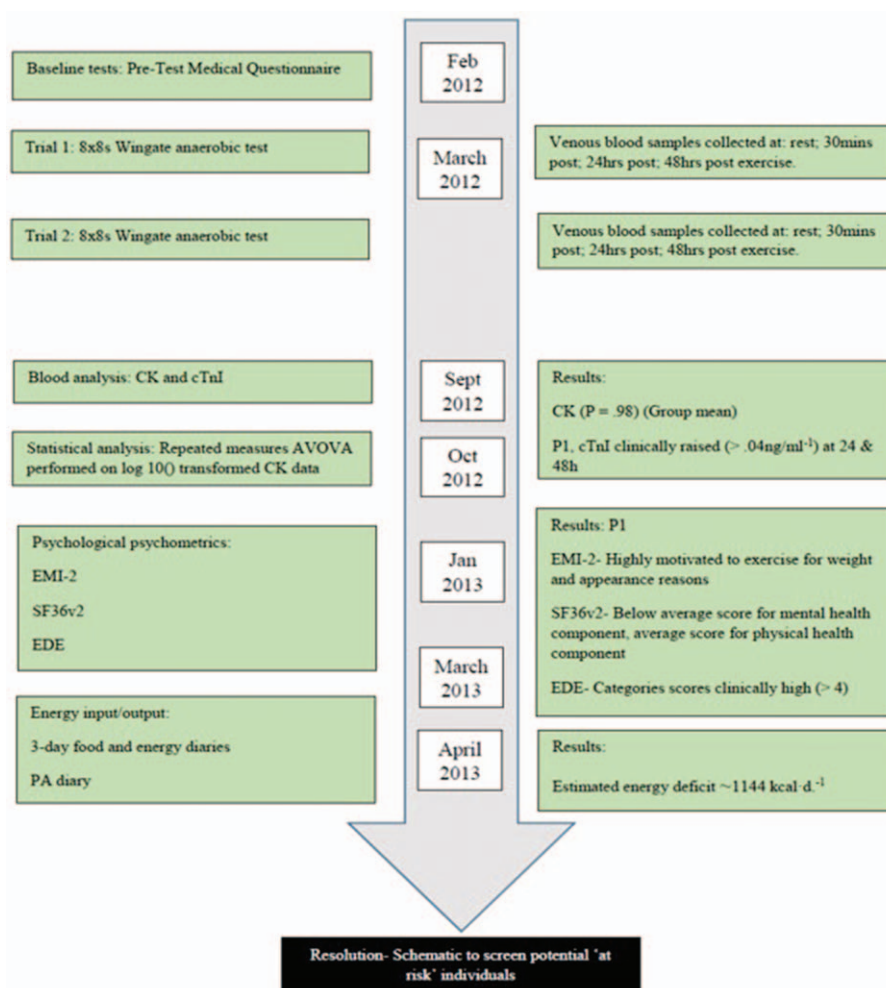 Feb
2012
Baseline tests: Pre-Test Medical Questionnaire
Trial 1: 8x8s Wingate anaerobic test
March
2012
Venous blood samples collected at: rest; 30mins
post; 24hrs post; 48hrs post exercise.
Trial 2: 8x8s Wingate anaerobic test
Venous blood samples collected at: rest; 30mins
post; 24hrs post; 48hrs post exercise.
Blood analysis: CK and cTnI
Sept
2012
Results:
CK (P = .98) (Group mean)
P1, cTnI clinically raised (> .04ng/ml⁻¹) at 24 &
48h
Statistical analysis: Repeated measures AVOVA
performed on log 10() transformed CK data
Oct
2012
Psychological psychometrics:
EMI-2
SF36v2
EDE
Jan
2013
Results: P1
EMI-2- Highly motivated to exercise for weight
and appearance reasons
SF36v2- Below average score for mental health
component, average score for physical health
component
EDE- Categories scores clinically high (> 4)
March
2013
Energy input/output:
3-day food and energy diaries
PA diary
April
2013
Results:
Estimated energy deficit ~1144 kcal·d.⁻¹
Resolution- Schematic to screen potential ‘at
risk’ individuals